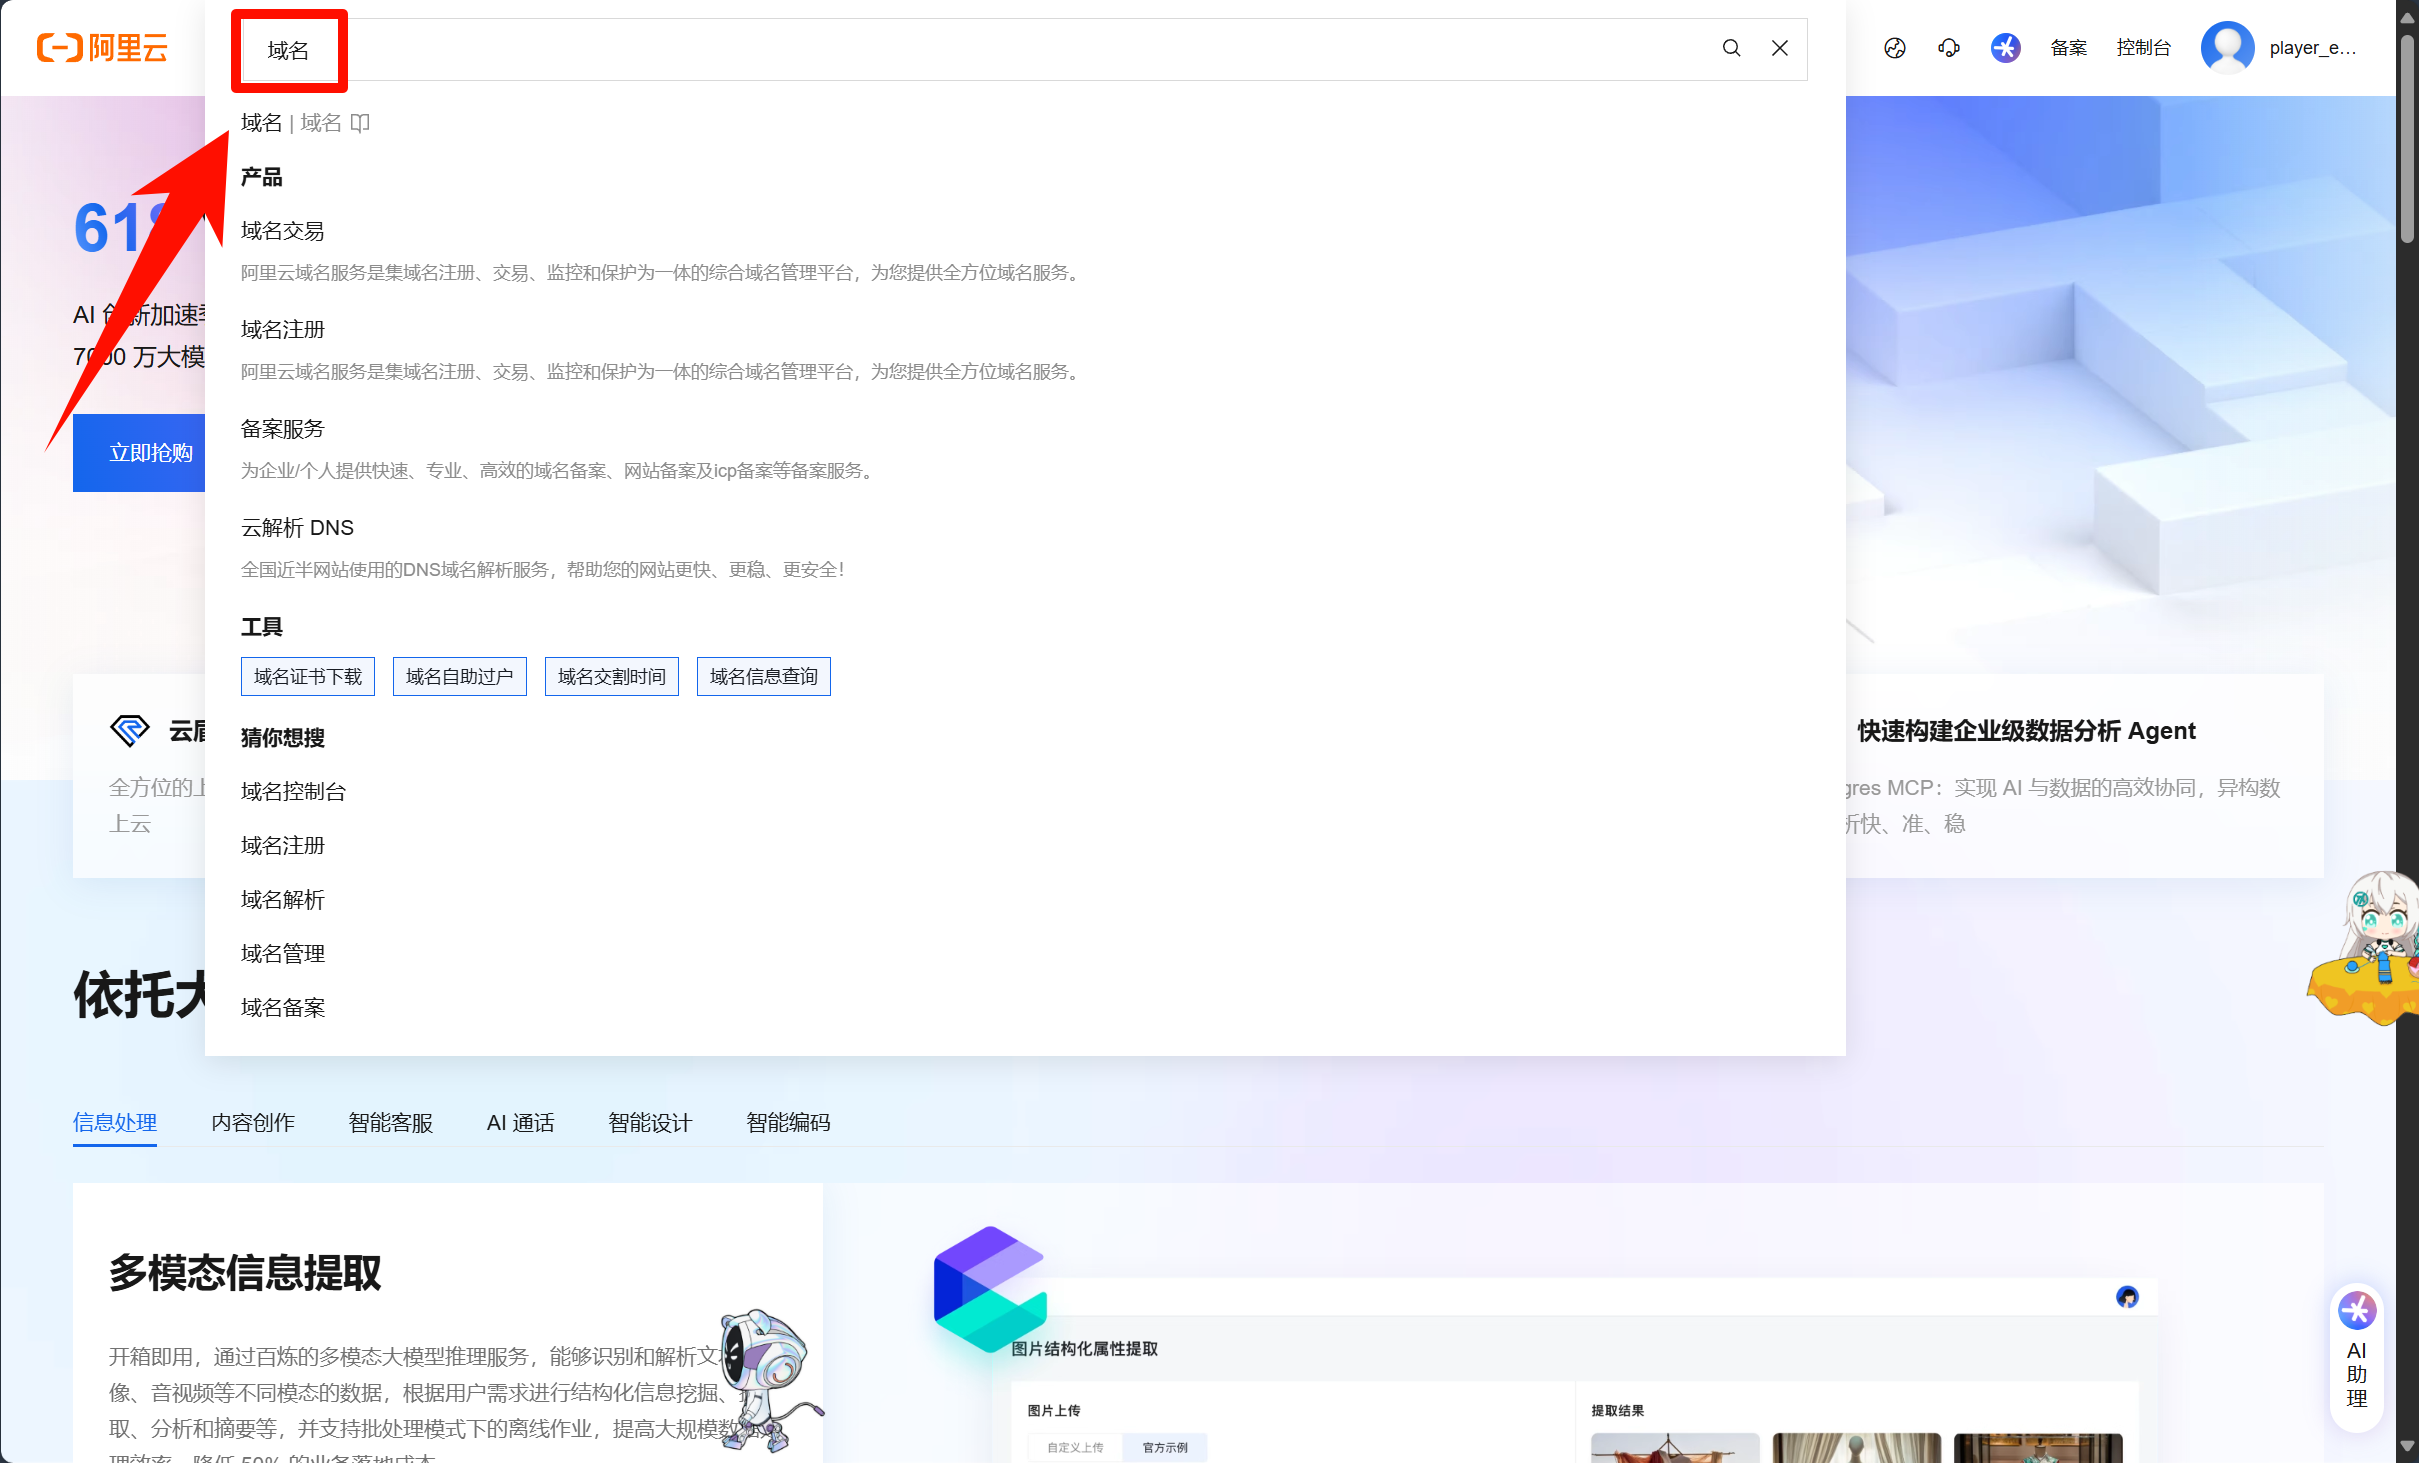 阿里云
域名
备案
控制台
player_e...
域名 | 域名
产品
域名交易
阿里云域名服务是集域名注册、交易、监控和保护为一体的综合域名管理平台，为您提供全方位域名服务。
域名注册
阿里云域名服务是集域名注册、交易、监控和保护为一体的综合域名管理平台，为您提供全方位域名服务。
备案服务
为企业/个人提供快速、专业、高效的域名备案、网站备案及icp备案等备案服务。
云解析 DNS
全国近半网站使用的DNS域名解析服务，帮助您的网站更快、更稳、更安全！
工具
域名证书下载
域名自助过户
域名交割时间
域名信息查询
猜你想搜
域名控制台
域名注册
域名解析
域名管理
域名备案
618
AI 创新加速
7000 万大模
立即抢购
云盾
全方位的上
上云
快速构建企业级数据分析 Agent
gres MCP：实现 AI 与数据的高效协同，异构数
析快、准、稳
依托大
信息处理
内容创作
智能客服
AI 通话
智能设计
智能编码
多模态信息提取
开箱即用，通过百炼的多模态大模型推理服务，能够识别和解析文
像、音视频等不同模态的数据，根据用户需求进行结构化信息挖掘、
取、分析和摘要等，并支持批处理模式下的离线作业，提高大规模数
理效率，降低 50% 的业务落地成本
图片结构化属性提取
图片上传
自定义上传
官方示例
提取结果
AI
助
理